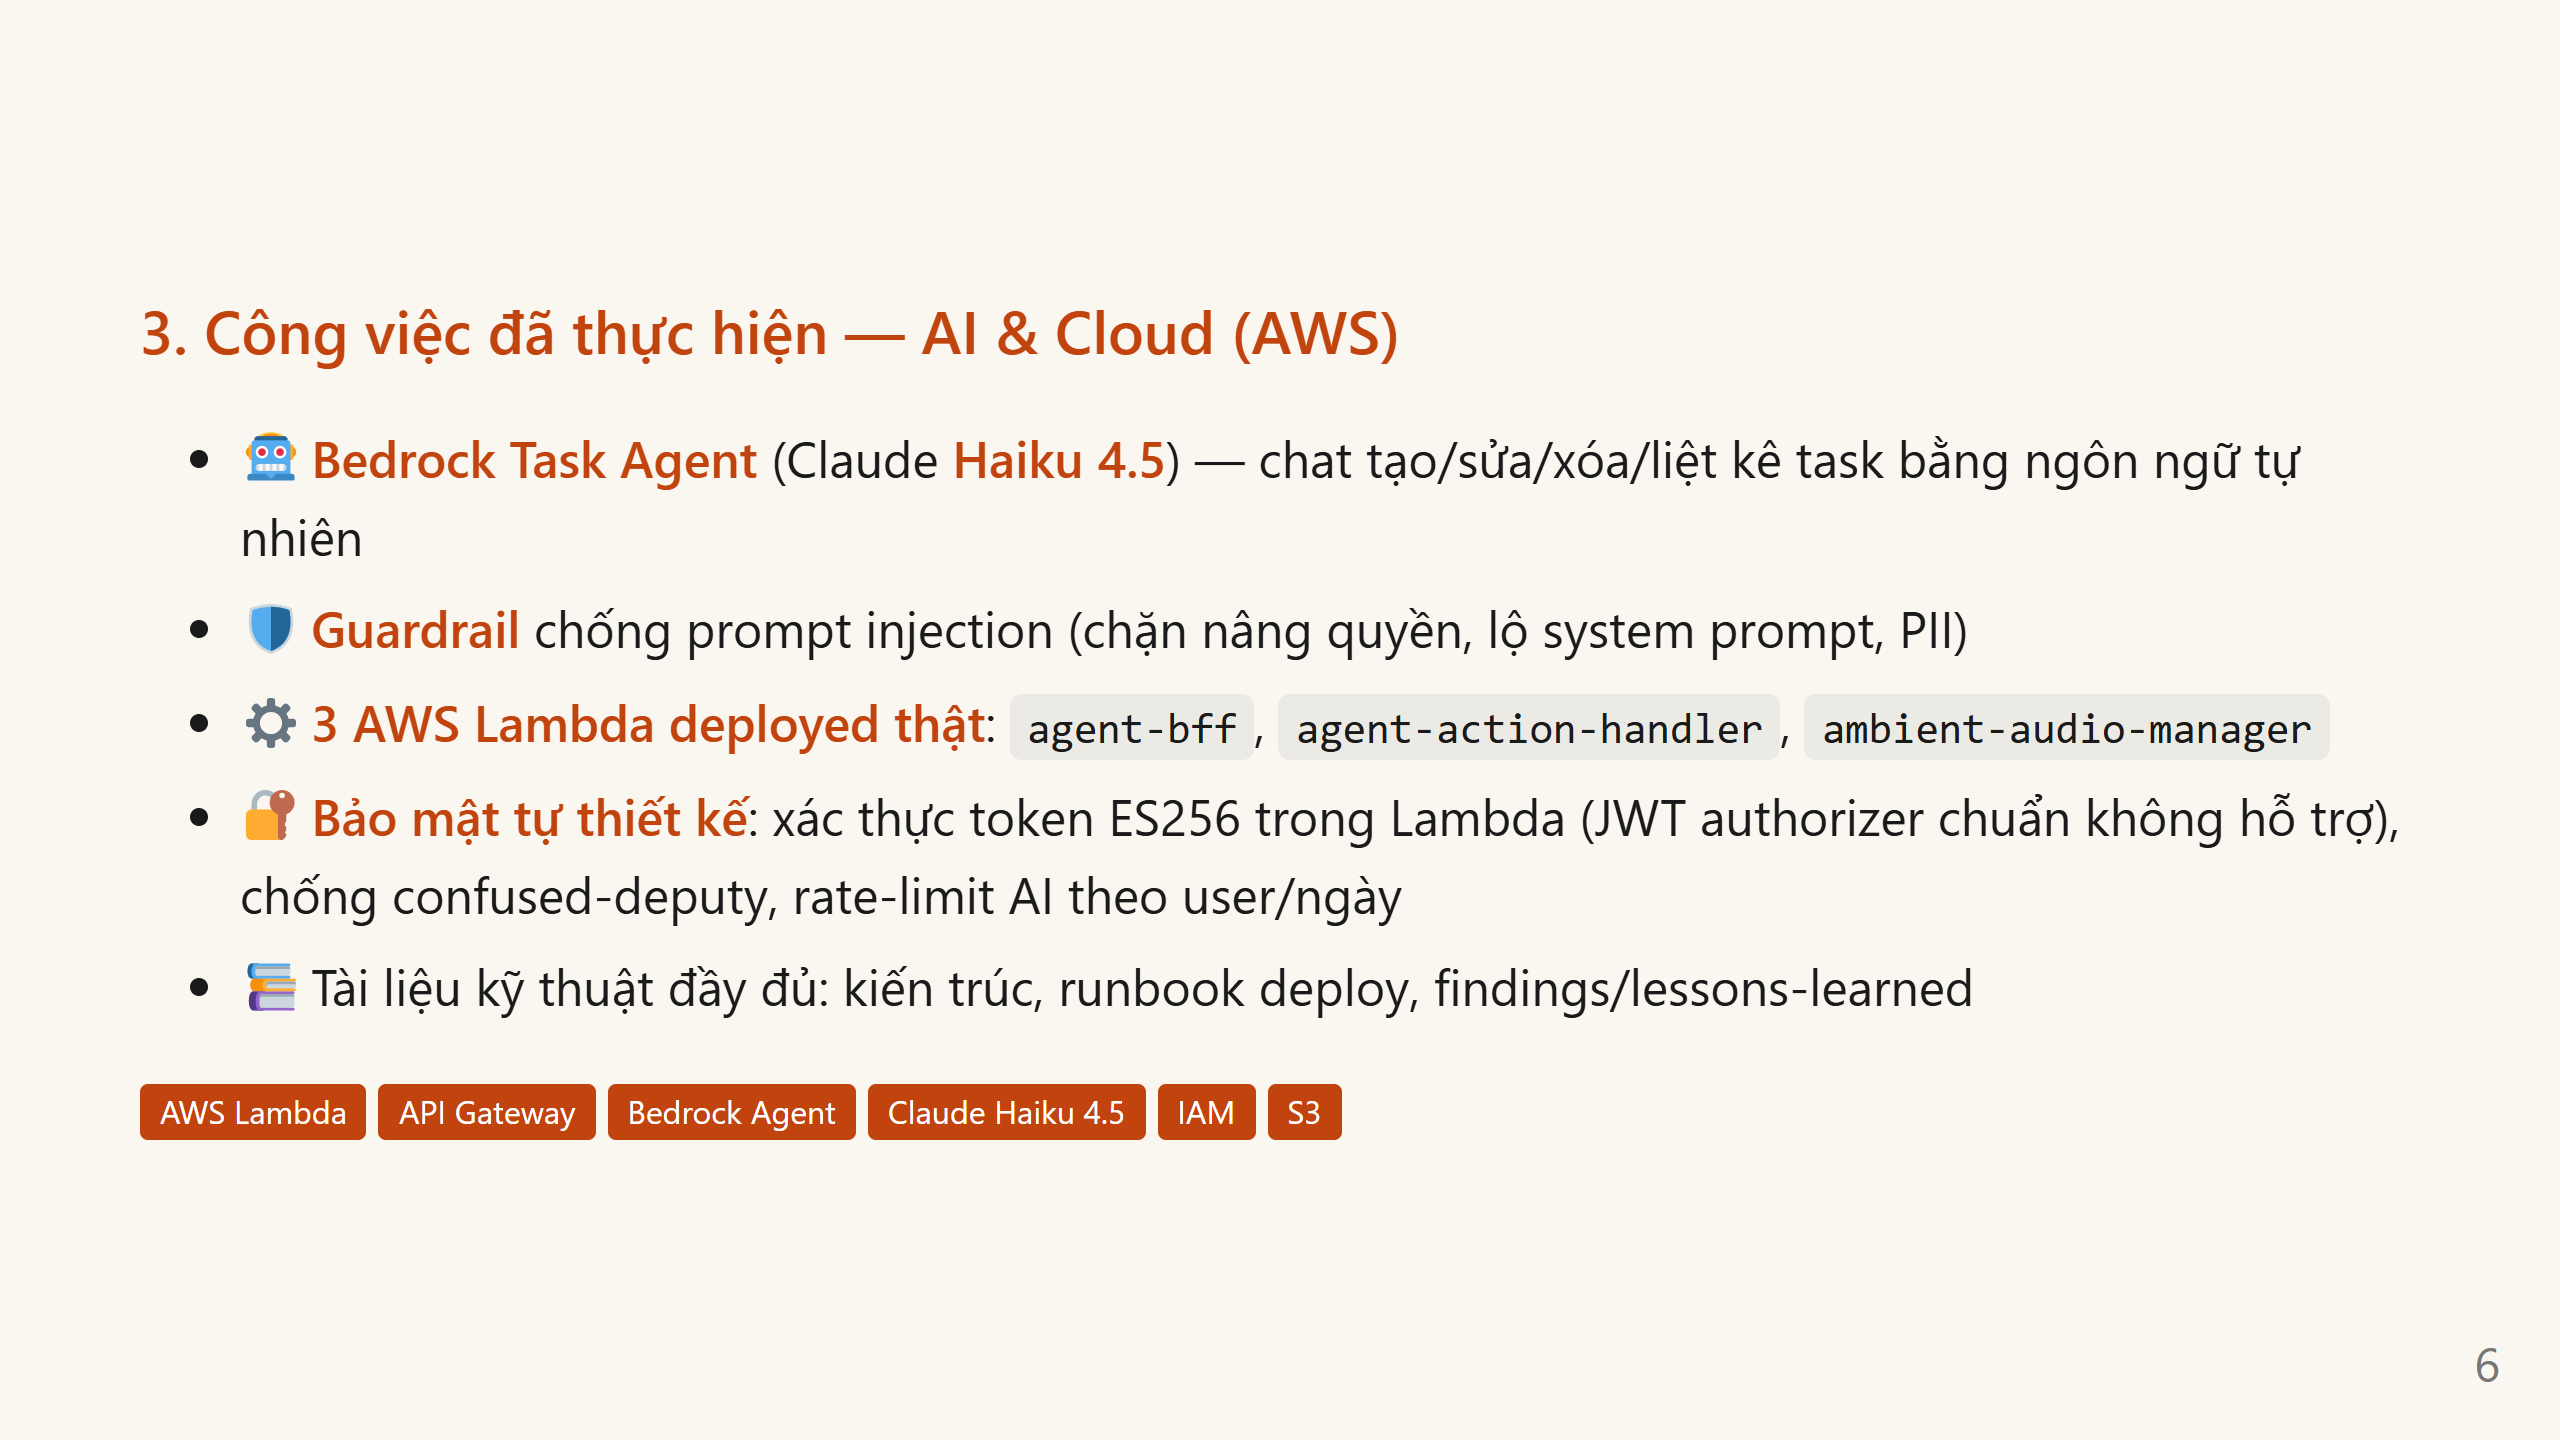 3. Công việc đã thực hiện — AI & Cloud (AWS)
Bedrock Task Agent (Claude Haiku 4.5) — chat tạo/sửa/xóa/liệt kê task bằng ngôn ngữ tự
nhiên
Guardrail chống prompt injection (chặn nâng quyền, lộ system prompt, PII)
3 AWS Lambda deployed thật: agent-bff, agent-action-handler, ambient-audio-manager
Bảo mật tự thiết kế: xác thực token ES256 trong Lambda (JWT authorizer chuẩn không hỗ trợ),
chống confused-deputy, rate-limit AI theo user/ngày
Tài liệu kỹ thuật đầy đủ: kiến trúc, runbook deploy, findings/lessons-learned
AWS Lambda API Gateway Bedrock Agent Claude Haiku 4.5 IAM S3
6